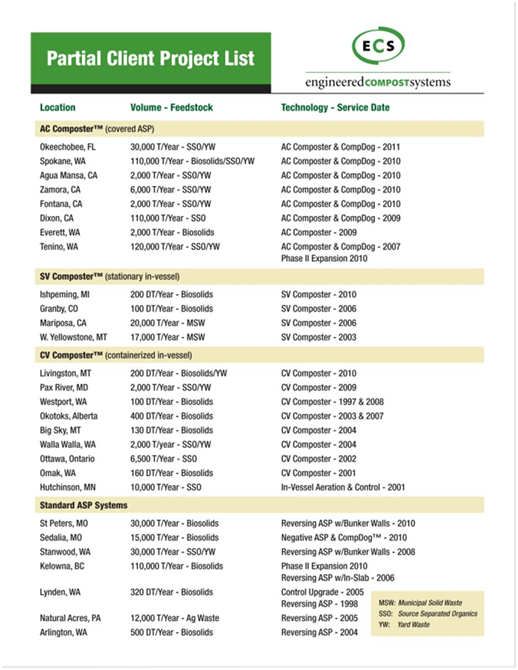 Partial Client Project List
ECS
engineeredCOMPOSTsystems
Location Volume - Feedstock Technology - Service Date
AC Composter™ (covered ASP)
Okeechobee, FL 30,000 T/Year - SSO/YW AC Composter & CompDog - 2011
Spokane, WA 110,000 T/Year - Biosolids/SSO/YW AC Composter & CompDog - 2010
Agua Mansa, CA 2,000 T/Year - SSO/YW AC Composter & CompDog - 2010
Zamora, CA 6,000 T/Year - SSO/YW AC Composter & CompDog - 2010
Fontana, CA 2,000 T/Year - SSO/YW AC Composter & CompDog - 2010
Dixon, CA 110,000 T/Year - SSO AC Composter & CompDog - 2009
Everett, WA 2,000 T/Year - Biosolids AC Composter - 2009
Tenino, WA 120,000 T/Year - SSO/YW AC Composter & CompDog - 2007
Phase II Expansion 2010
SV Composter™ (stationary in-vessel)
Ishpeming, MI 200 DT/Year - Biosolids SV Composter - 2010
Granby, CO 100 DT/Year - Biosolids SV Composter - 2006
Mariposa, CA 20,000 T/Year - MSW SV Composter - 2006
W. Yellowstone, MT 17,000 T/Year - MSW SV Composter - 2003
CV Composter™ (containerized in-vessel)
Livingston, MT 200 DT/Year - Biosolids/YW CV Composter - 2010
Pax River, MD 2,000 T/Year - SSO/YW CV Composter - 2009
Westport, WA 100 DT/Year - Biosolids CV Composter - 1997 & 2008
Okotoks, Alberta 400 DT/Year - Biosolids CV Composter - 2003 & 2007
Big Sky, MT 130 DT/Year - Biosolids CV Composter - 2004
Walla Walla, WA 2,000 T/year - SSO/YW CV Composter - 2004
Ottawa, Ontario 6,500 T/Year - SSO CV Composter - 2002
Omak, WA 160 DT/Year - Biosolids CV Composter - 2001
Hutchinson, MN 10,000 T/Year - SSO In-Vessel Aeration & Control - 2001
Standard ASP Systems
St Peters, MO 30,000 T/Year - Biosolids Reversing ASP w/Bunker Walls - 2010
Sedalia, MO 15,000 T/Year - Biosolids Negative ASP & CompDog™ - 2010
Stanwood, WA 30,000 T/Year - SSO/YW Reversing ASP w/Bunker Walls - 2008
Kelowna, BC 110,000 T/Year - Biosolids Phase II Expansion 2010
Reversing ASP w/In-Slab - 2006
Lynden, WA 320 DT/Year - Biosolids Control Upgrade - 2005
Reversing ASP - 1998
Natural Acres, PA 12,000 T/Year - Ag Waste Reversing ASP - 2005
Arlington, WA 500 DT/Year - Biosolids Reversing ASP - 2004
MSW: Municipal Solid Waste
SSO: Source Separated Organics
YW: Yard Waste